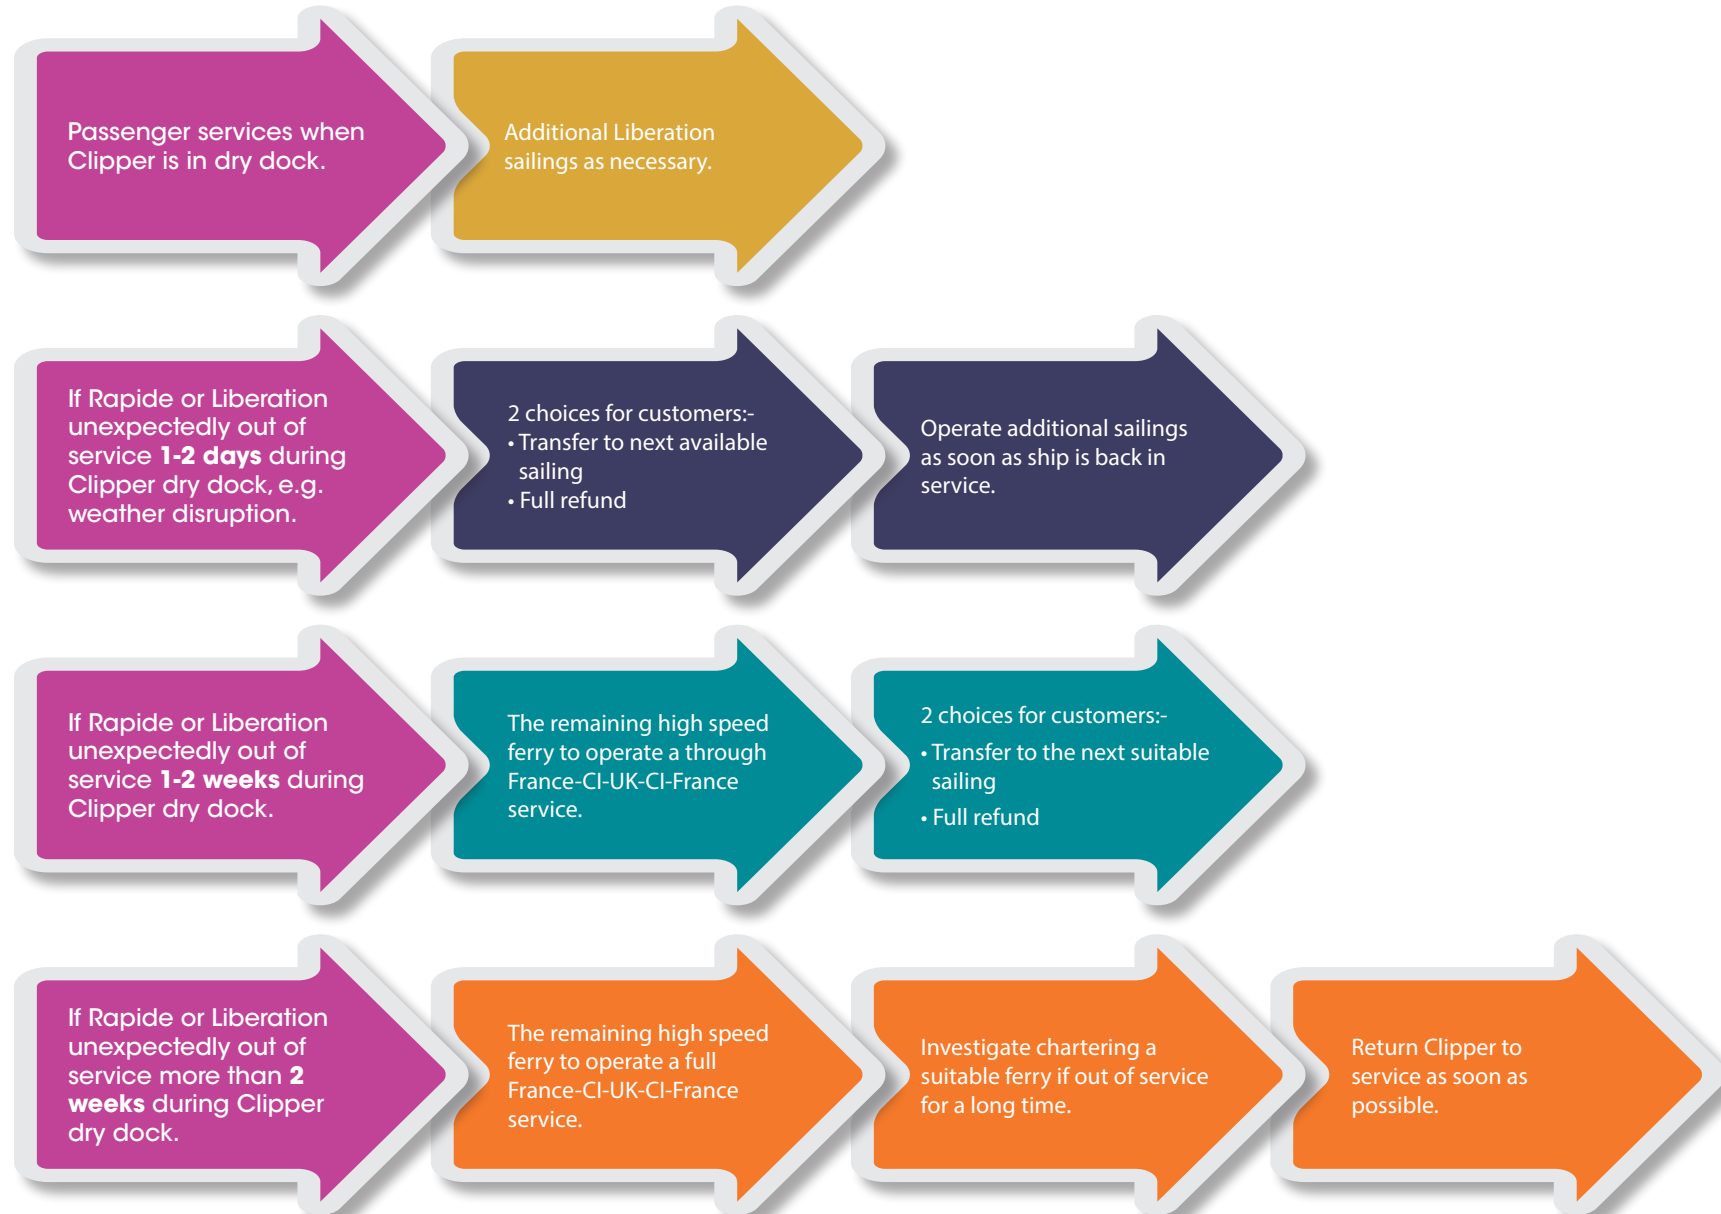 Passenger services when
Clipper is in dry dock.
Additional Liberation
sailings as necessary.
If Rapide or Liberation
unexpectedly out of
service 1-2 days during
Clipper dry dock, e.g.
weather disruption.
2 choices for customers:-
• Transfer to next available
sailing
• Full refund
Operate additional sailings
as soon as ship is back in
service.
If Rapide or Liberation
unexpectedly out of
service 1-2 weeks during
Clipper dry dock.
The remaining high speed
ferry to operate a through
France-CI-UK-CI-France
service.
2 choices for customers:-
• Transfer to the next suitable
sailing
• Full refund
If Rapide or Liberation
unexpectedly out of
service more than 2
weeks during Clipper
dry dock.
The remaining high speed
ferry to operate a full
France-CI-UK-CI-France
service.
Investigate chartering a
suitable ferry if out of service
for a long time.
Return Clipper to
service as soon as
possible.